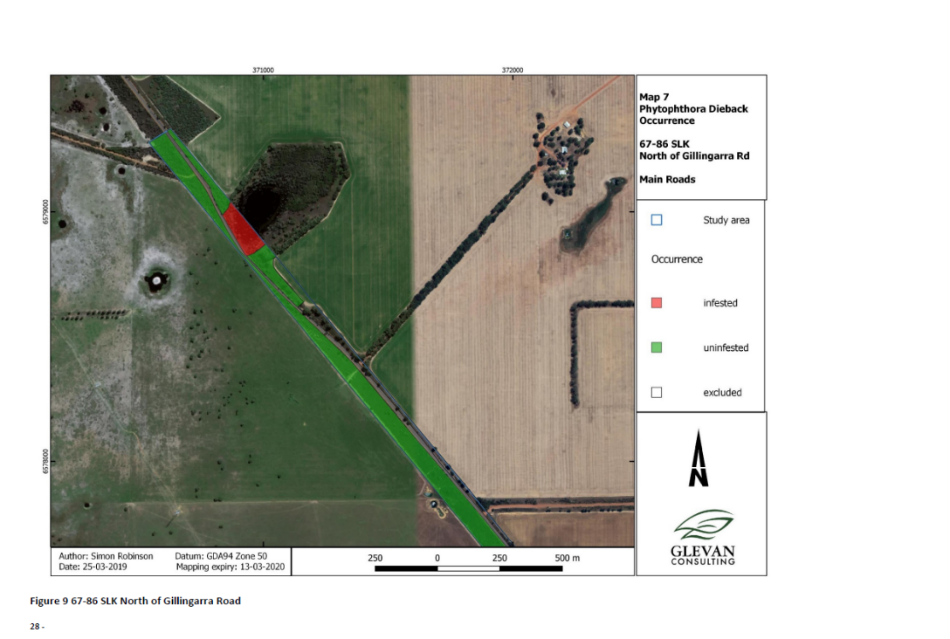 371000
372000
6579000
6578000
Map 7
Phytophthora Dieback
Occurrence
67-86 SLK
North of Gillingarra Rd
Main Roads
Study area
Occurrence
infested
uninfested
excluded
N
GLEVAN
CONSULTING
Author: Simon Robinson
Datum: GDA94 Zone 50
Date: 25-03-2019
Mapping expiry: 13-03-2020
250 0 250 500 m
Figure 9 67-86 SLK North of Gillingarra Road
28 -